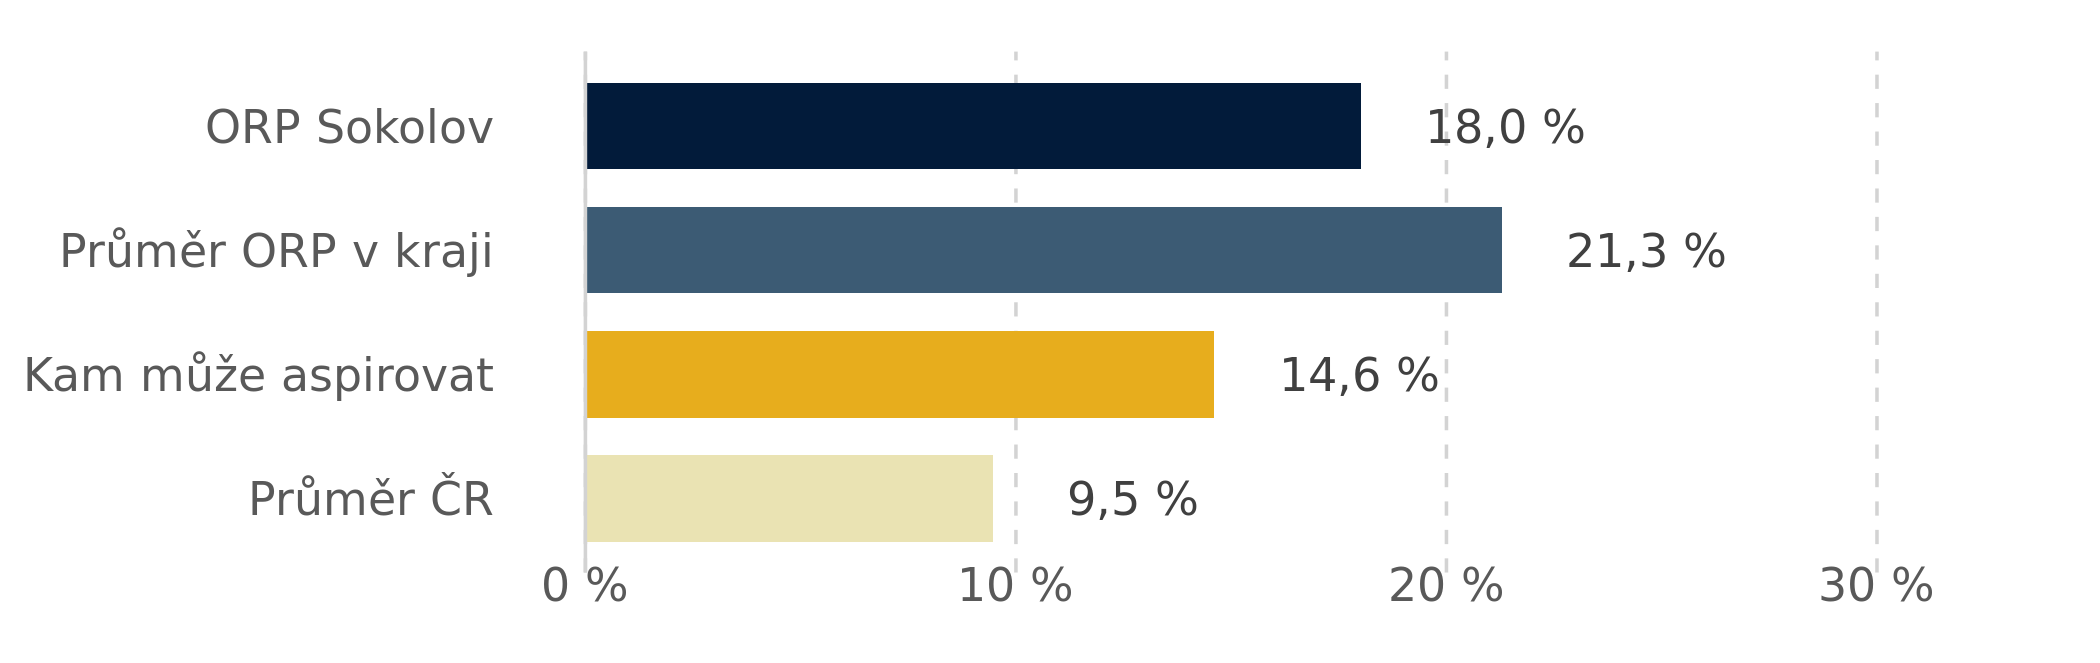 ORP Sokolov 18,0 %
Průměr ORP v kraji 21,3 %
Kam může aspirovat 14,6 %
Průměr ČR 9,5 %
0 % 10 % 20 % 30 %